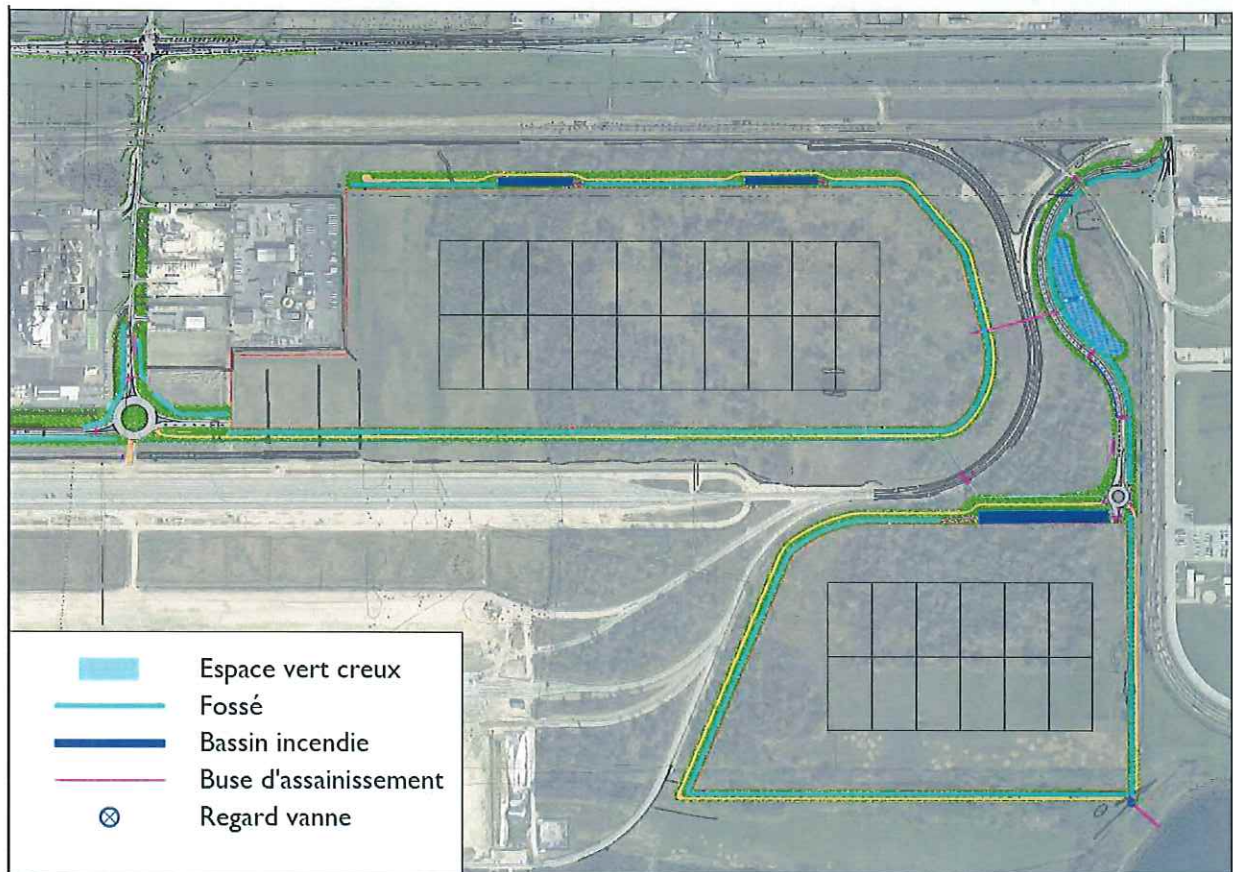 Espace vert creux
Fossé
Bassin incendie
Buse d'assainissement
Regard vanne